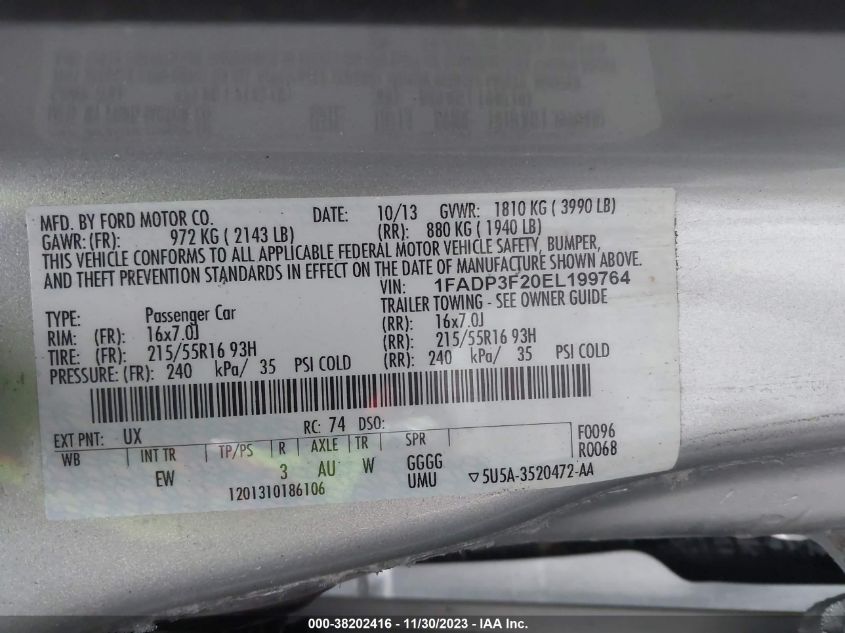 MFD. BY FORD MOTOR CO. DATE: 10/13 GVWR: 1810 KG ( 3990 LB)
GAWR: (FR): 972 KG ( 2143 LB) (RR): 880 KG ( 1940 LB)
THIS VEHICLE CONFORMS TO ALL APPLICABLE FEDERAL MOTOR VEHICLE SAFETY, BUMPER,
AND THEFT PREVENTION STANDARDS IN EFFECT ON THE DATE OF MANUFACTURE SHOWN ABOVE.
VIN: 1FADP3F20EL199764
TYPE: Passenger Car TRAILER TOWING - SEE OWNER GUIDE
RIM: (FR): 16x7.0J (RR): 16x7.0J
TIRE: (FR): 215/55R16 93H (RR): 215/55R16 93H
PRESSURE: (FR): 240 kPa/ 35 PSI COLD (RR): 240 kPa/ 35 PSI COLD
EXT PNT: UX RC: 74 DSO: F0096
WB INT TR TP/PS R AXLE TR SPR R0068
EW 3 AU W GGGG
UMU ▽5U5A-3520472-AA
1201310186106
000-38202416 - 11/30/2023 - IAA Inc.